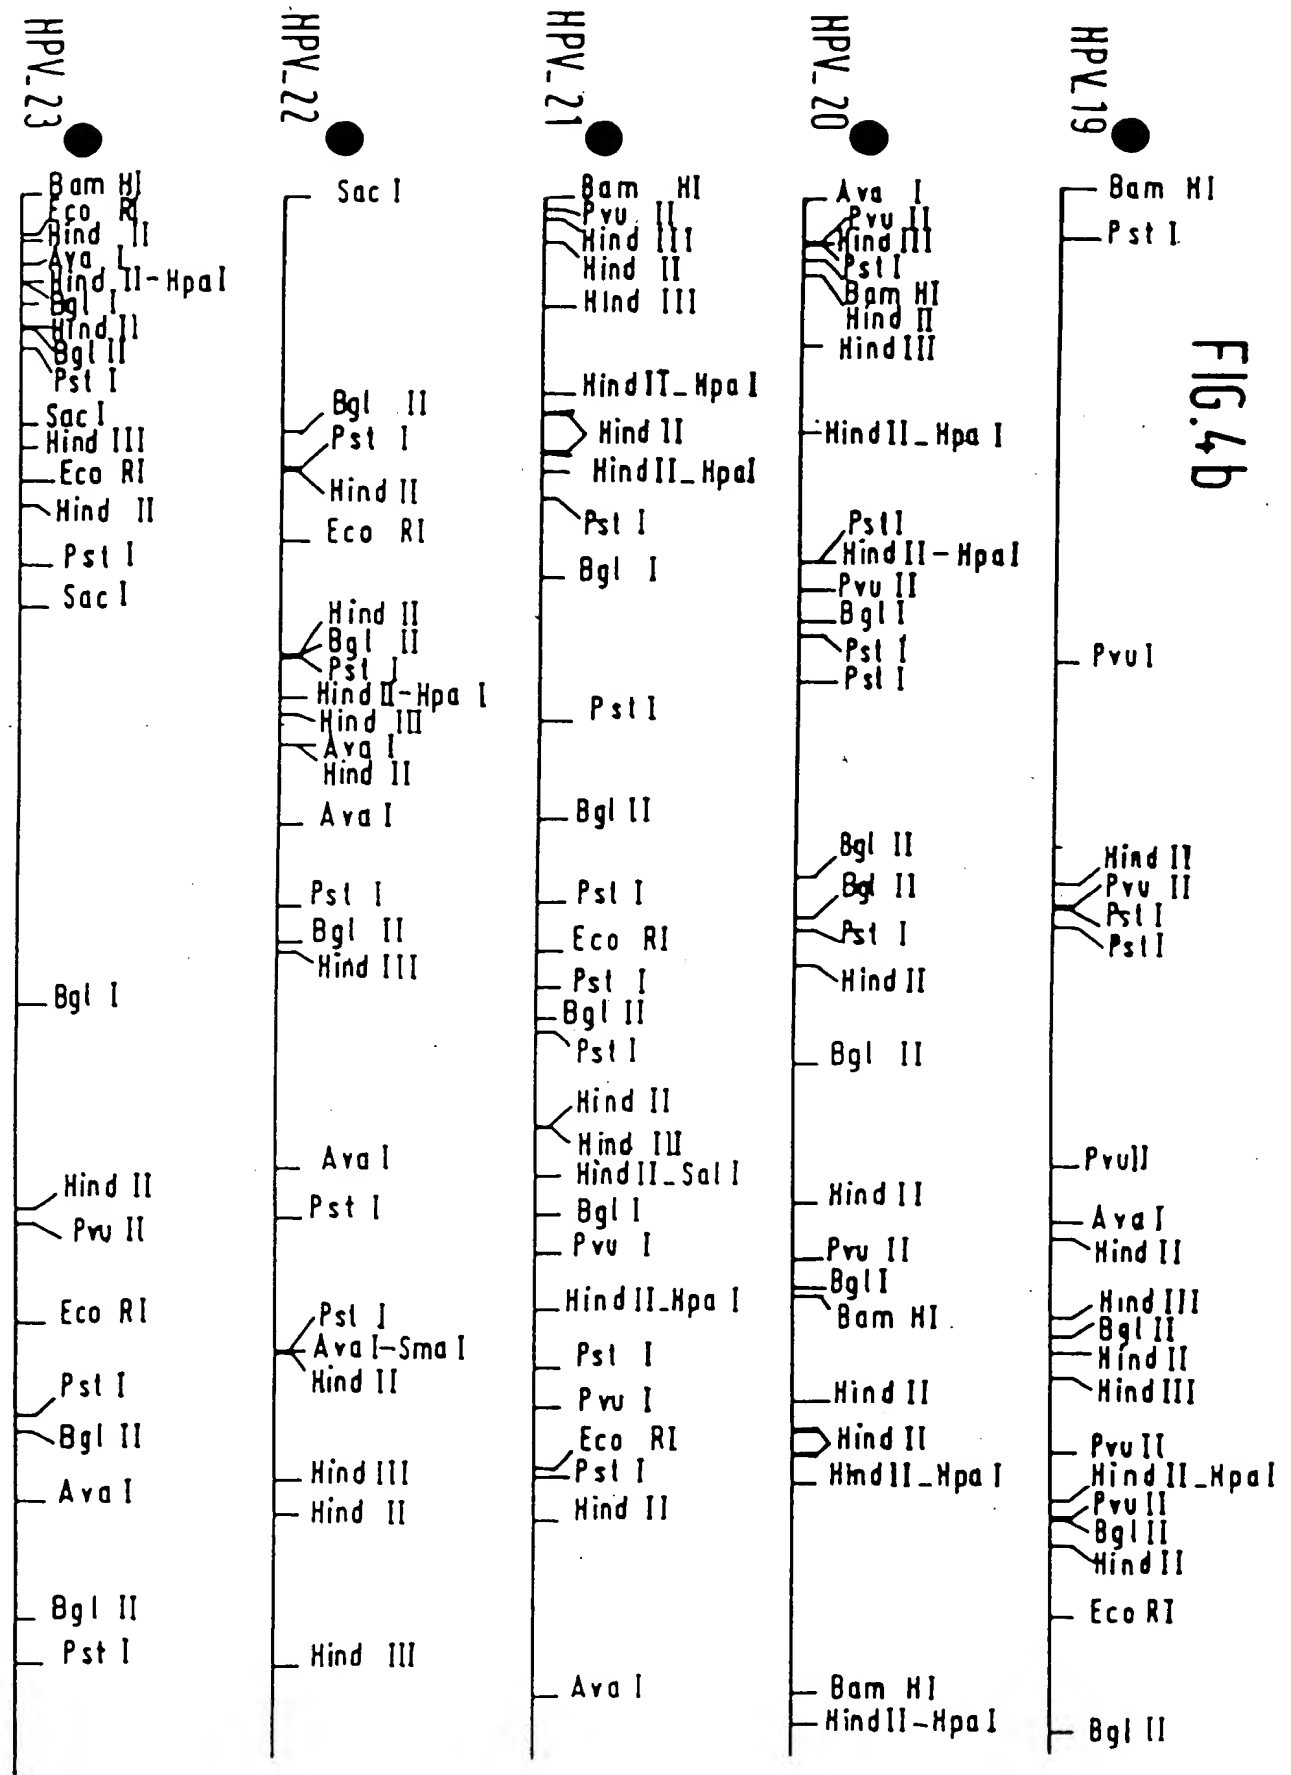 FIG.4b
HPV_23
Bam HI
Eco RI
Hind II
Ava I
Hind II-HpaI
Bgl I
Hind II
Bgl II
Pst I
Sac I
Hind III
Eco RI
Hind II
Pst I
Sac I
Bgl I
Hind II
Pvu II
Eco RI
Pst I
Bgl II
Ava I
Bgl II
Pst I
HPV_22
Sac I
Bgl II
Pst I
Hind II
Eco RI
Hind II
Bgl II
Pst I
Hind II-Hpa I
Hind III
Ava I
Hind II
Ava I
Pst I
Bgl II
Hind III
Ava I
Pst I
Pst I
Ava I-Sma I
Hind II
Hind III
Hind II
Hind III
HPV_21
Bam HI
Pvu II
Hind III
Hind II
Hind III
Hind II_Hpa I
Hind II
Hind II_HpaI
Pst I
Bgl I
Pst I
Bgl II
Pst I
Eco RI
Pst I
Bgl II
Pst I
Hind II
Hind III
Hind II_Sal I
Bgl I
Pvu I
Hind II_Hpa I
Pst I
Pvu I
Eco RI
Pst I
Hind II
Ava I
HPV_20
Ava I
Pvu II
Hind III
Pst I
Bam HI
Hind II
Hind III
Hind II_Hpa I
Pst I
Hind II-HpaI
Pvu II
Bgl I
Pst I
Pst I
Bgl II
Bgl II
Pst I
Hind II
Bgl II
Hind II
Pvu II
Bgl I
Bam HI
Hind II
Hind II
Hind II_Hpa I
Bam HI
Hind II-Hpa I
HPV_19
Bam HI
Pst I
Pvu I
Hind II
Pvu II
Pst I
Pst I
Pvu II
Ava I
Hind II
Hind III
Bgl II
Hind II
Hind III
Pvu II
Hind II_Hpa I
Pvu II
Bgl II
Hind II
Eco RI
Bgl II